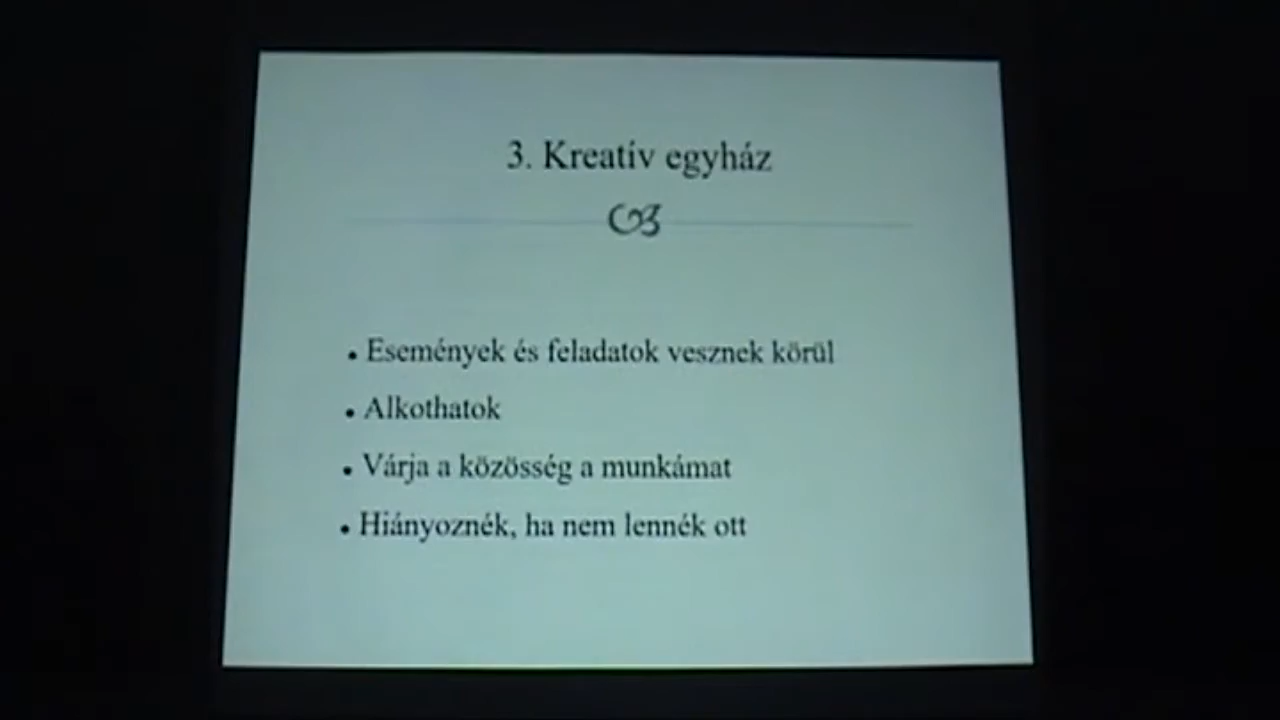 3. Kreatív egyház
• Események és feladatok vesznek körül
• Alkothatok
• Várja a közösség a munkámat
• Hiányoznék, ha nem lennék ott